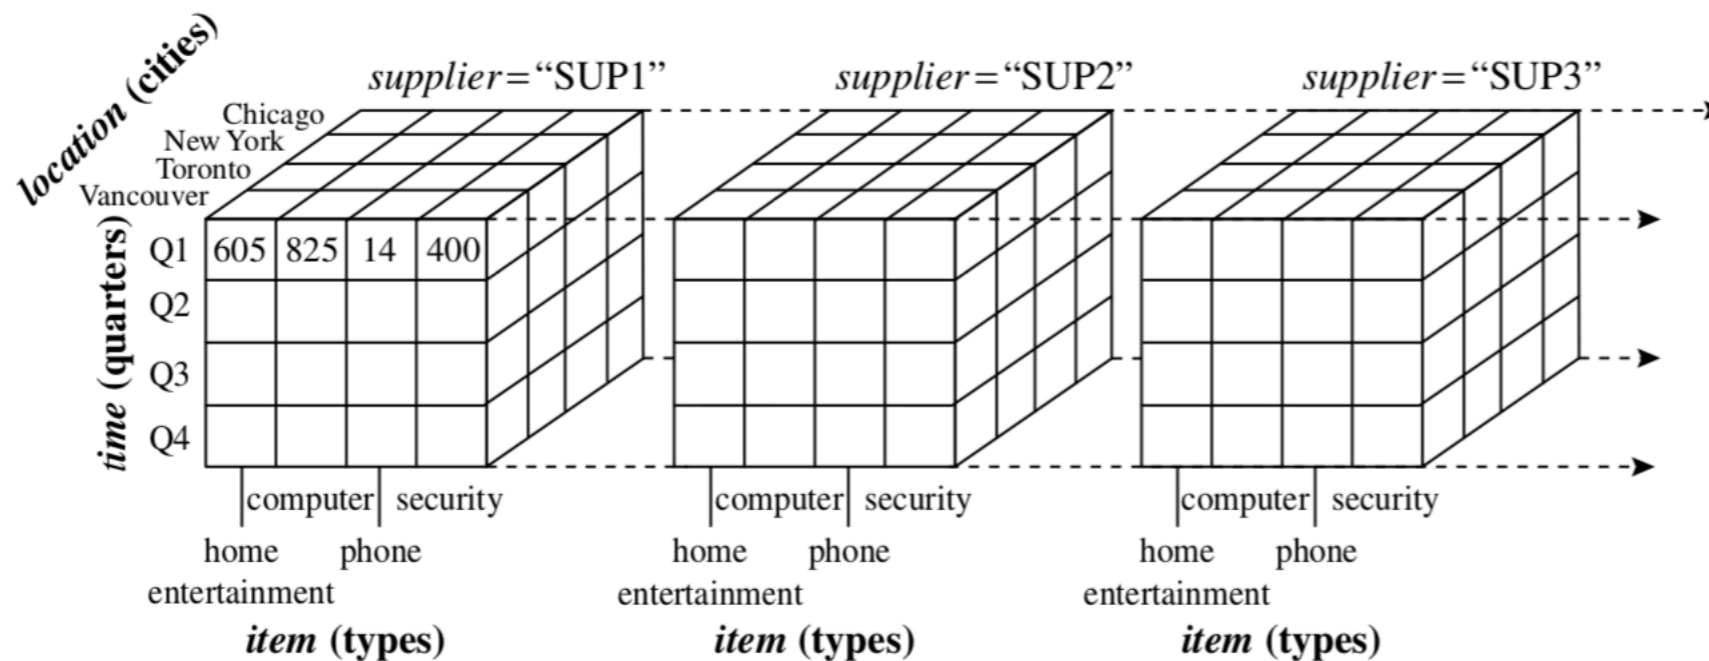 location (cities)
supplier=“SUP1”
supplier=“SUP2”
supplier=“SUP3”
Chicago
New York
Toronto
Vancouver
time (quarters)
Q1 605 825 14 400
Q2
Q3
Q4
computer security
home phone
entertainment
item (types)
computer security
home phone
entertainment
item (types)
computer security
home phone
entertainment
item (types)